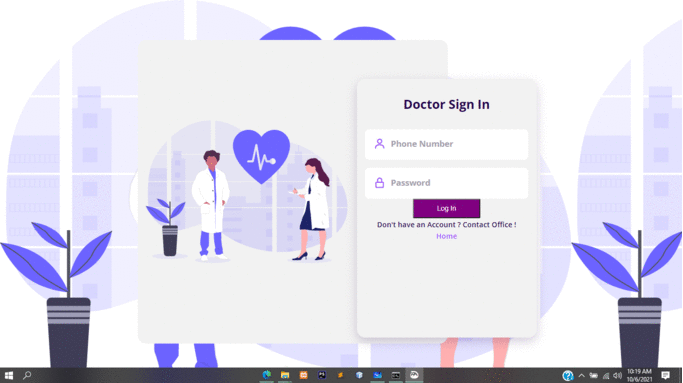 Doctor Sign In
Phone Number
Password
Log In
Don't have an Account ? Contact Office !
Home
10:19 AM
10/6/2021